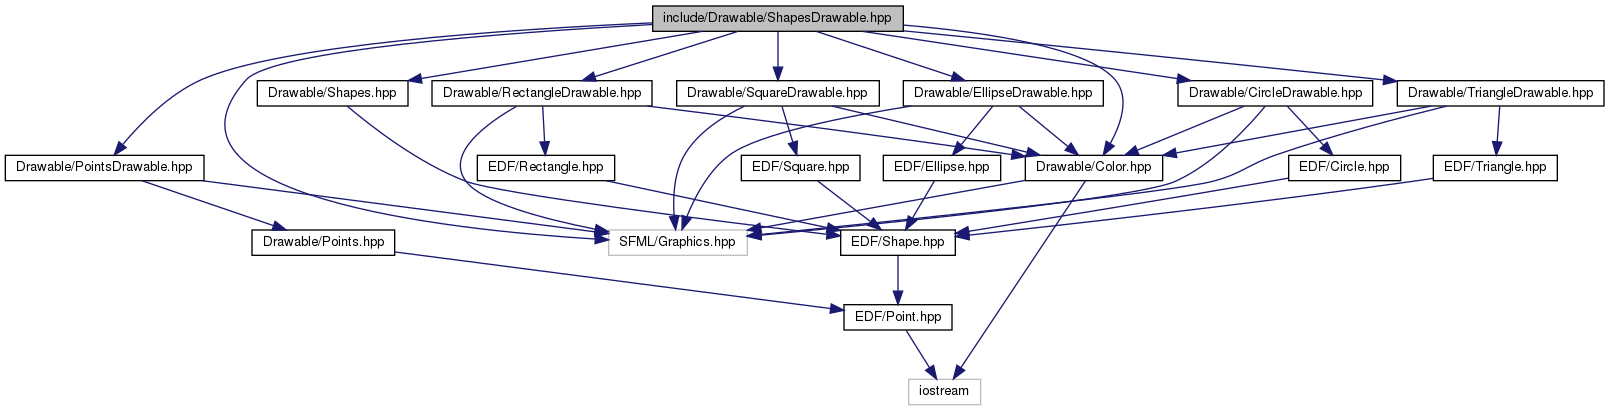 include/Drawable/ShapesDrawable.hpp
Drawable/Shapes.hpp
Drawable/RectangleDrawable.hpp
Drawable/SquareDrawable.hpp
Drawable/EllipseDrawable.hpp
Drawable/CircleDrawable.hpp
Drawable/TriangleDrawable.hpp
Drawable/PointsDrawable.hpp
EDF/Rectangle.hpp
EDF/Square.hpp
EDF/Ellipse.hpp
Drawable/Color.hpp
EDF/Circle.hpp
EDF/Triangle.hpp
Drawable/Points.hpp
SFML/Graphics.hpp
EDF/Shape.hpp
EDF/Point.hpp
iostream